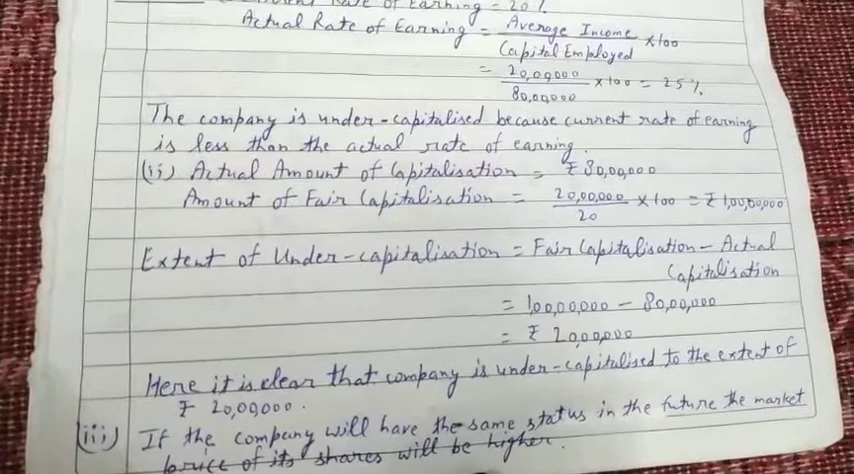 Rate of Earning = 20%
Actual Rate of Earning = Average Income / Capital Employed × 100
= 20,00,000 / 80,00,000 × 100 = 25%
The company is under-capitalised because current rate of earning
is less than the actual rate of earning.
(ii) Actual Amount of Capitalisation = ₹ 80,00,000
Amount of Fair Capitalisation = 20,00,000 / 20 × 100 = ₹ 1,00,00,000
Extent of Under-capitalisation = Fair Capitalisation - Actual
Capitalisation
= 1,00,00,000 - 80,00,000
= ₹ 20,00,000
Here it is clear that company is under-capitalised to the extent of
₹ 20,00,000.
(iii) If the company will have the same status in the future the market
price of its shares will be higher.